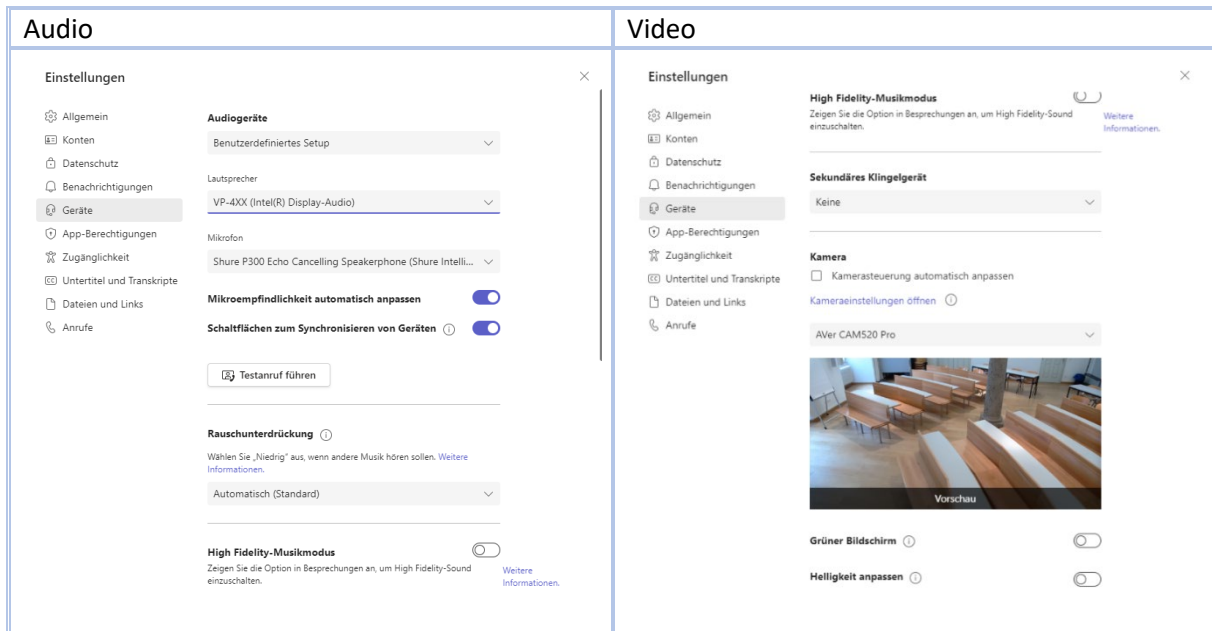 Audio
Einstellungen
Allgemein
Konten
Datenschutz
Benachrichtigungen
Geräte
App-Berechtigungen
Zugänglichkeit
Untertitel und Transkripte
Dateien und Links
Anrufe
Audiogeräte
Benutzerdefiniertes Setup
Lautsprecher
VP-4XX (Intel(R) Display-Audio)
Mikrofon
Shure P300 Echo Cancelling Speakerphone (Shure Intelli...
Mikroempfindlichkeit automatisch anpassen
Schaltflächen zum Synchronisieren von Geräten
Testanruf führen
Rauschunterdrückung
Wählen Sie „Niedrig" aus, wenn andere Musik hören sollen. Weitere
Informationen.
Automatisch (Standard)
High Fidelity-Musikmodus
Zeigen Sie die Option in Besprechungen an, um High Fidelity-Sound
einzuschalten.
Weitere
Informationen.
Video
Einstellungen
Allgemein
Konten
Datenschutz
Benachrichtigungen
Geräte
App-Berechtigungen
Zugänglichkeit
Untertitel und Transkripte
Dateien und Links
Anrufe
High Fidelity-Musikmodus
Zeigen Sie die Option in Besprechungen an, um High Fidelity-Sound
einzuschalten.
Weitere
Informationen.
Sekundäres Klingelgerät
Keine
Kamera
Kamerasteuerung automatisch anpassen
Kameraeinstellungen öffnen
AVer CAM520 Pro
Vorschau
Grüner Bildschirm
Helligkeit anpassen